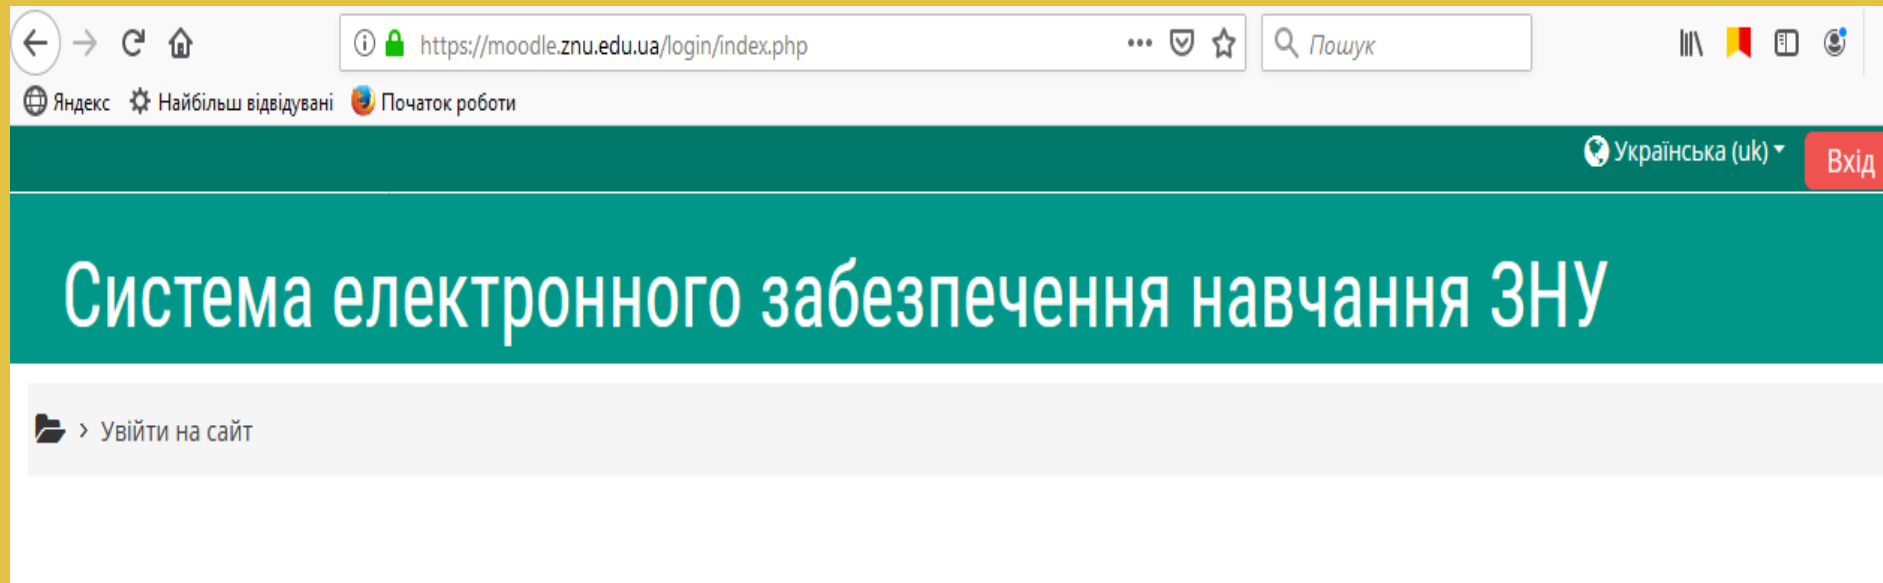 https://moodle.znu.edu.ua/login/index.php
Пошук
Яндекс Найбільш відвідувані Початок роботи
Українська (uk) Вхід
Система електронного забезпечення навчання ЗНУ
> Увійти на сайт